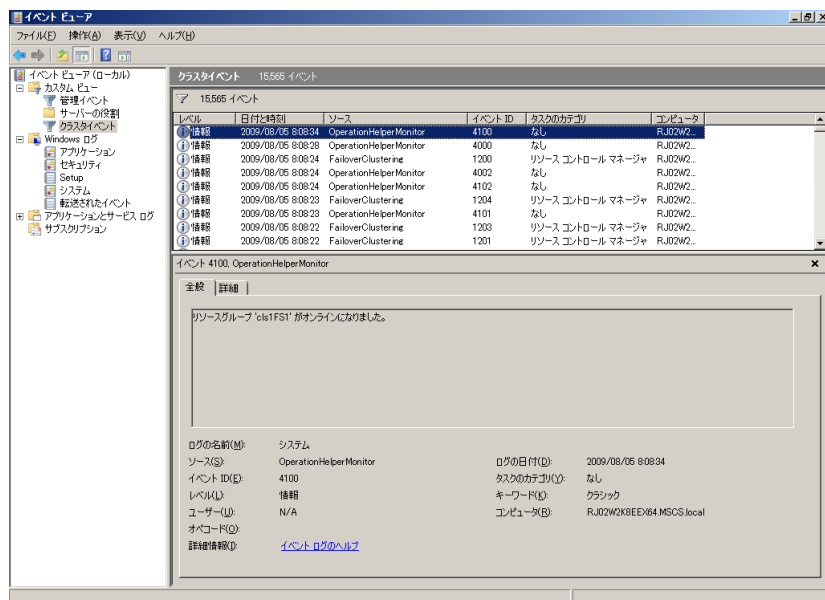 イベント ビューア
ファイル(F) 操作(A) 表示(V) ヘルプ(H)
イベント ビューア (ローカル)
カスタム ビュー
管理イベント
サーバーの役割
クラスタイベント
Windows ログ
アプリケーション
セキュリティ
Setup
システム
転送されたイベント
アプリケーションとサービス ログ
サブスクリプション
クラスタイベント 15,565 イベント
15,565 イベント
レベル 日付と時刻 ソース イベント ID タスクのカテゴリ コンピュータ
情報 2009/08/05 8:08:34 OperationHelperMonitor 4100 なし RJ02W2...
情報 2009/08/05 8:08:28 OperationHelperMonitor 4000 なし RJ02W2...
情報 2009/08/05 8:08:24 FailoverClustering 1200 リソース コントロール マネージャ RJ02W2...
情報 2009/08/05 8:08:24 OperationHelperMonitor 4002 なし RJ02W2...
情報 2009/08/05 8:08:24 OperationHelperMonitor 4102 なし RJ02W2...
情報 2009/08/05 8:08:23 FailoverClustering 1204 リソース コントロール マネージャ RJ02W2...
情報 2009/08/05 8:08:23 OperationHelperMonitor 4101 なし RJ02W2...
情報 2009/08/05 8:08:22 FailoverClustering 1203 リソース コントロール マネージャ RJ02W2...
情報 2009/08/05 8:08:22 FailoverClustering 1201 リソース コントロール マネージャ RJ02W2...
イベント 4100, OperationHelperMonitor
全般 詳細
リソースグループ 'cls1FS1' がオンラインになりました。
ログの名前(M): システム
ソース(S): OperationHelperMonitor ログの日付(D): 2009/08/05 8:08:34
イベント ID(E): 4100 タスクのカテゴリ(Y): なし
レベル(L): 情報 キーワード(K): クラシック
ユーザー(U): N/A コンピュータ(R): RJ02W2K8EEX64.MSCS.local
オペコード(O):
詳細情報(I): イベント ログのヘルプ